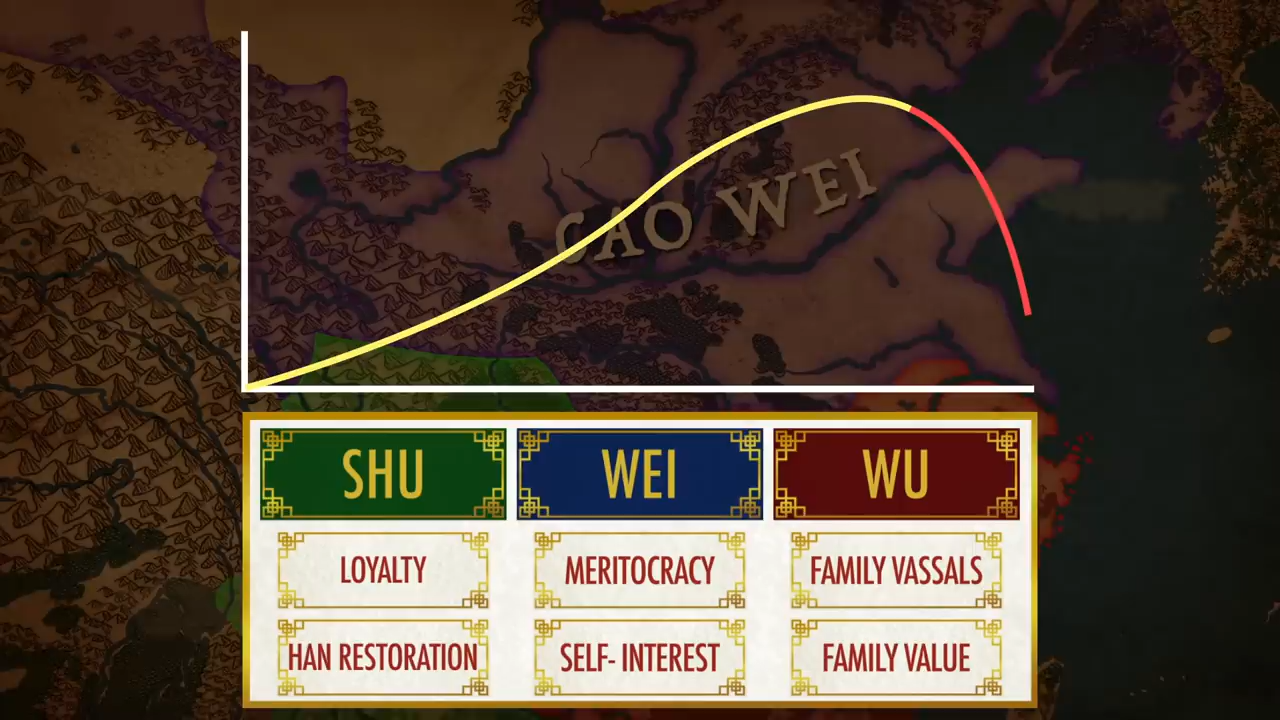 CAO WEI
SHU
WEI
WU
LOYALTY
MERITOCRACY
FAMILY VASSALS
HAN RESTORATION
SELF- INTEREST
FAMILY VALUE